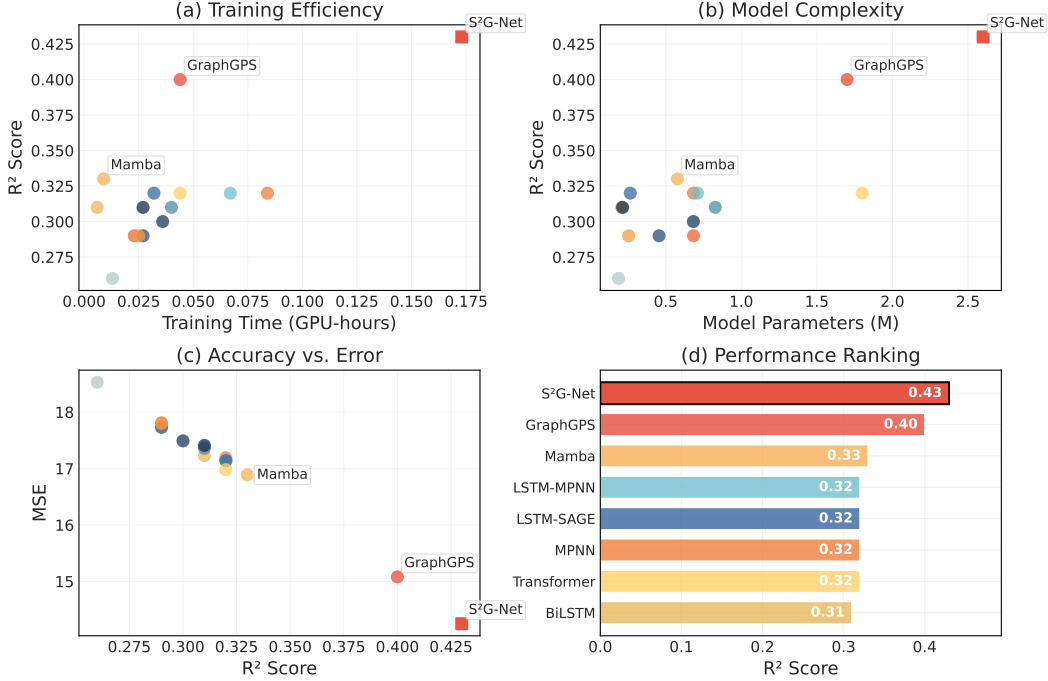 (a) Training Efficiency
S²G-Net
GraphGPS
Mamba
R² Score
0.425
0.400
0.375
0.350
0.325
0.300
0.275
0.000 0.025 0.050 0.075 0.100 0.125 0.150 0.175
Training Time (GPU-hours)
(b) Model Complexity
S²G-Net
GraphGPS
Mamba
R² Score
0.425
0.400
0.375
0.350
0.325
0.300
0.275
0.5 1.0 1.5 2.0 2.5
Model Parameters (M)
(c) Accuracy vs. Error
MSE
18
17
16
15
Mamba
GraphGPS
S²G-Net
0.275 0.300 0.325 0.350 0.375 0.400 0.425
R² Score
(d) Performance Ranking
S²G-Net 0.43
GraphGPS 0.40
Mamba 0.33
LSTM-MPNN 0.32
LSTM-SAGE 0.32
MPNN 0.32
Transformer 0.32
BiLSTM 0.31
0.0 0.1 0.2 0.3 0.4
R² Score